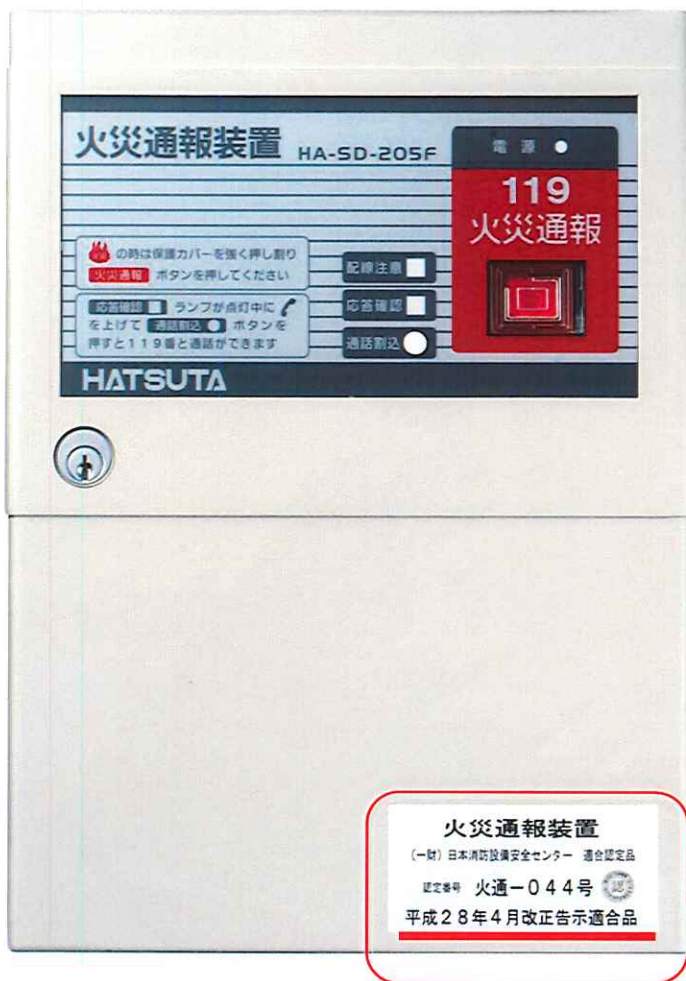 火災通報装置 HA-SD-205F
電源
119
火災通報
の時は保護カバーを強く押し割り
火災通報 ボタンを押してください
応答確認 ランプが点灯中に
を上げて 通話割込 ボタンを
押すと119番と通話ができます
配線注意
応答確認
通話割込
HATSUTA
火災通報装置
(一財)日本消防設備安全センター 適合認定品
認定番号 火通-044号 認
平成28年4月改正告示適合品